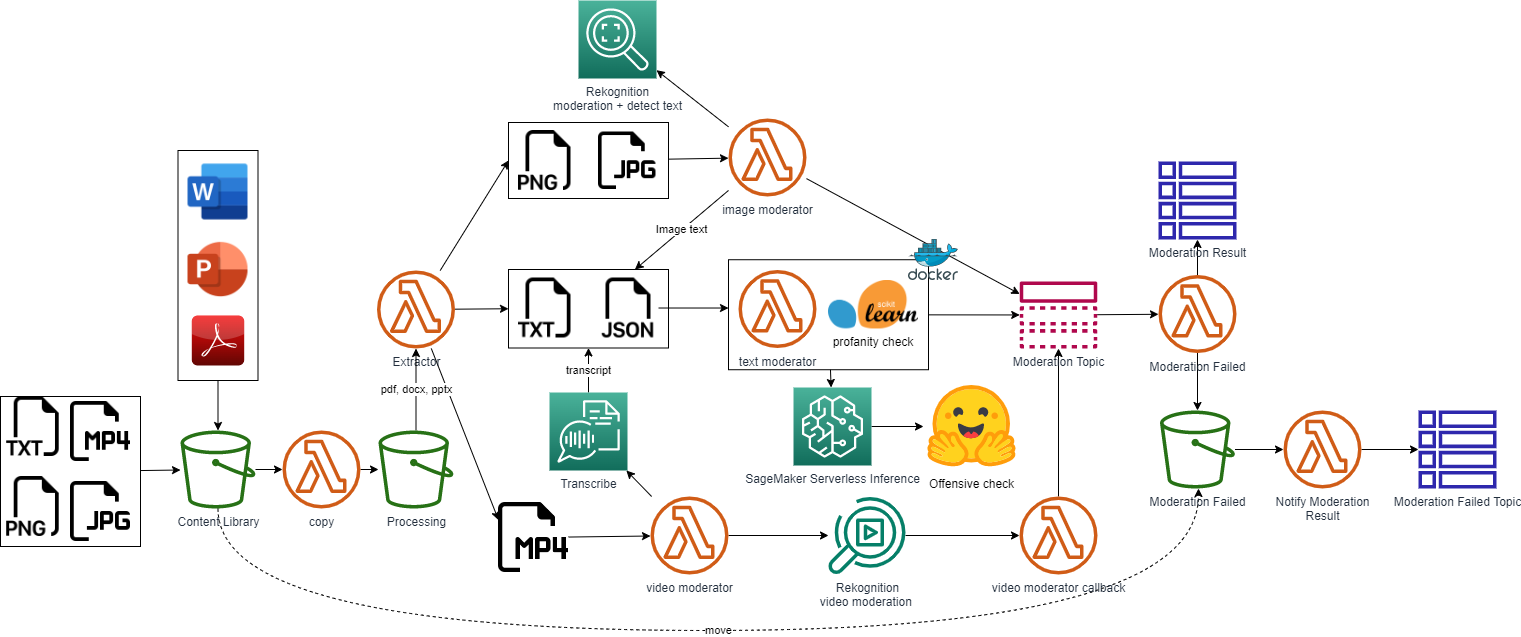 Rekognition
moderation + detect text
PNG
JPG
image moderator
Image text
W
P
Moderation Result
docker
Extractor
TXT
JSON
text moderator
scikit
learn
profanity check
Moderation Topic
Moderation Failed
pdf, docx, pptx
transcript
Transcribe
SageMaker Serverless Inference
Offensive check
TXT
MP4
PNG
JPG
Content Library
copy
Processing
Moderation Failed
Notify Moderation
Result
Moderation Failed Topic
MP4
video moderator
Rekognition
video moderation
video moderator callback
move